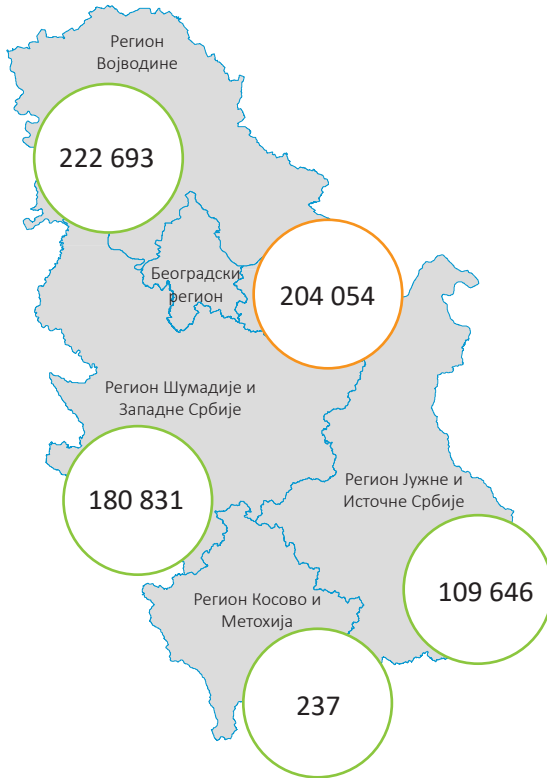 Регион
Војводине
222 693
Београдски
регион
204 054
Регион Шумадије и
Западне Србије
180 831
Регион Јужне и
Источне Србије
109 646
Регион Косово и
Метохија
237